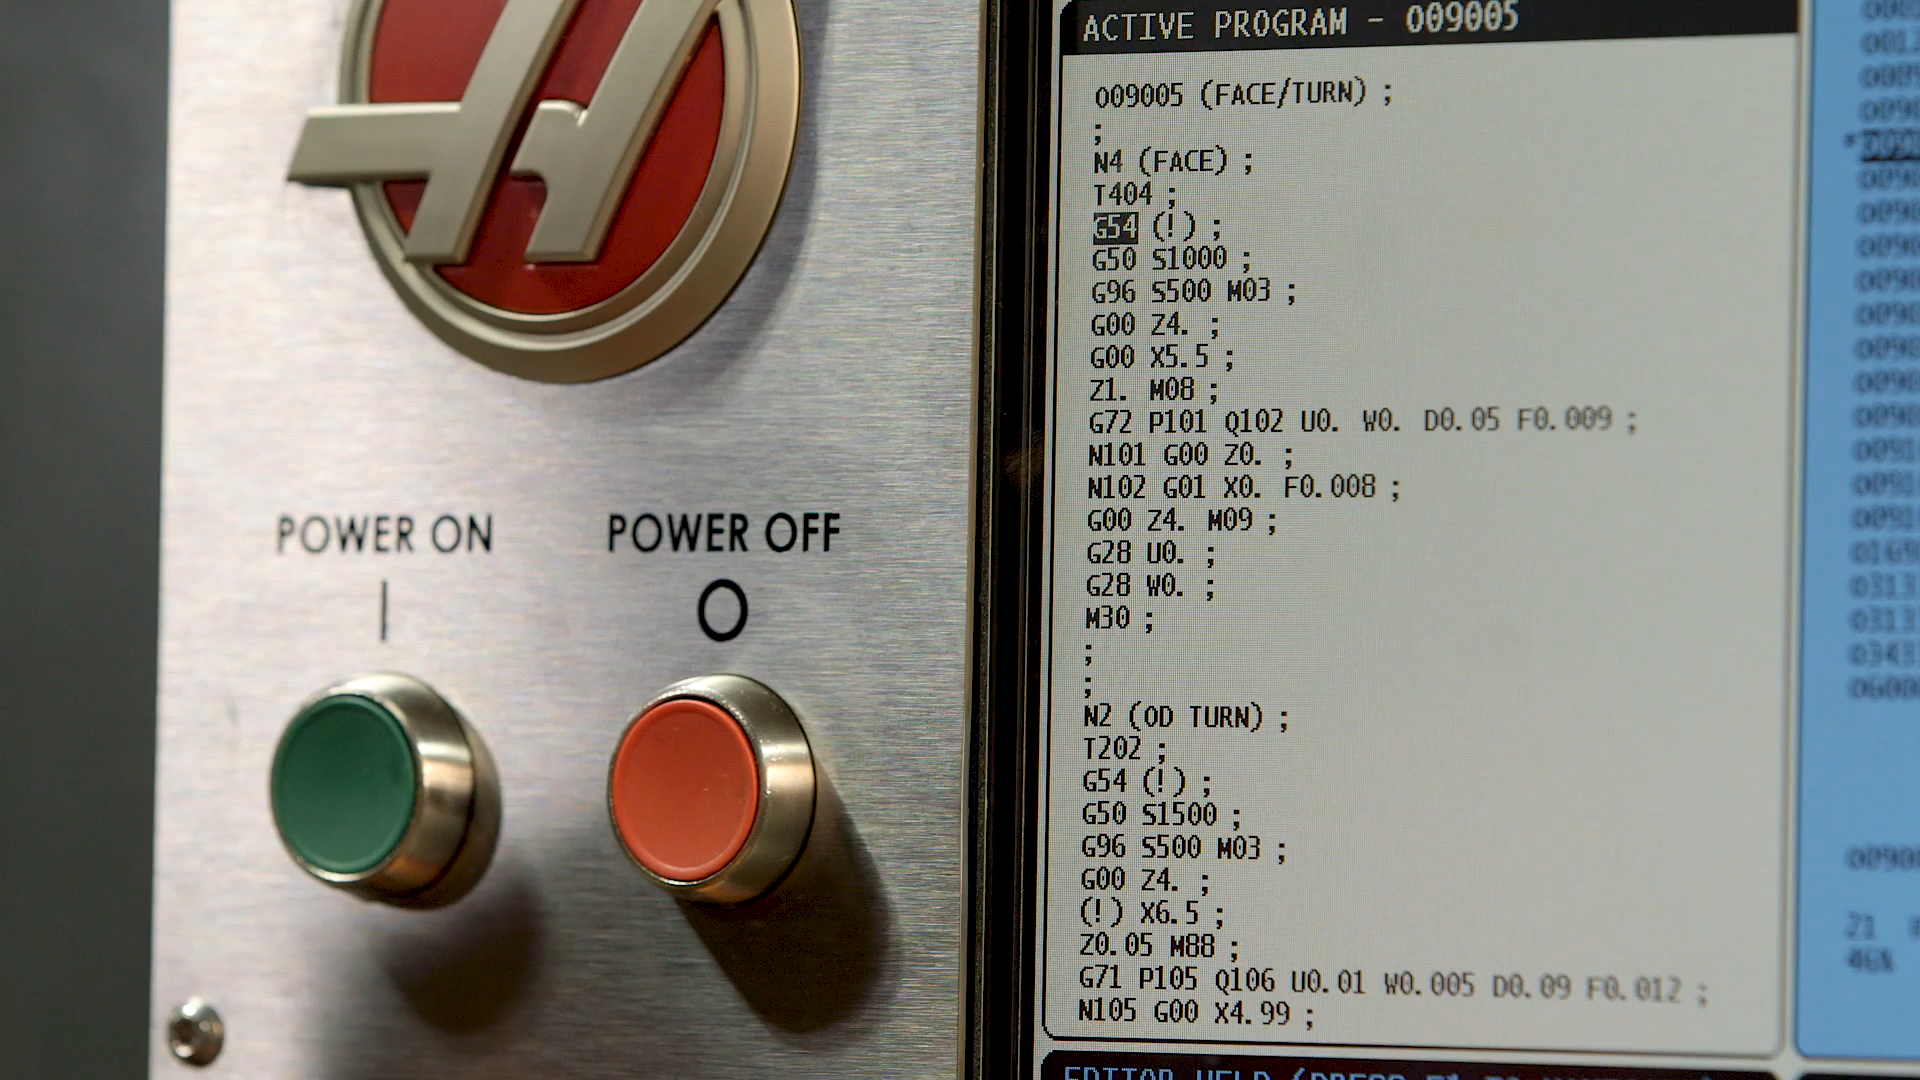 POWER ON
POWER OFF
I
O
ACTIVE PROGRAM - O09005
O09005 (FACE/TURN) ;
;
N4 (FACE) ;
T404 ;
G54 (!) ;
G50 S1000 ;
G96 S500 M03 ;
G00 Z4. ;
G00 X5.5 ;
Z1. M08 ;
G72 P101 Q102 U0. W0. D0.05 F0.009 ;
N101 G00 Z0. ;
N102 G01 X0. F0.008 ;
G00 Z4. M09 ;
G28 U0. ;
G28 W0. ;
M30 ;
;
;
N2 (OD TURN) ;
T202 ;
G54 (!) ;
G50 S1500 ;
G96 S500 M03 ;
G00 Z4. ;
(!) X6.5 ;
Z0.05 M88 ;
G71 P105 Q106 U0.01 W0.005 D0.09 F0.012 ;
N105 G00 X4.99 ;